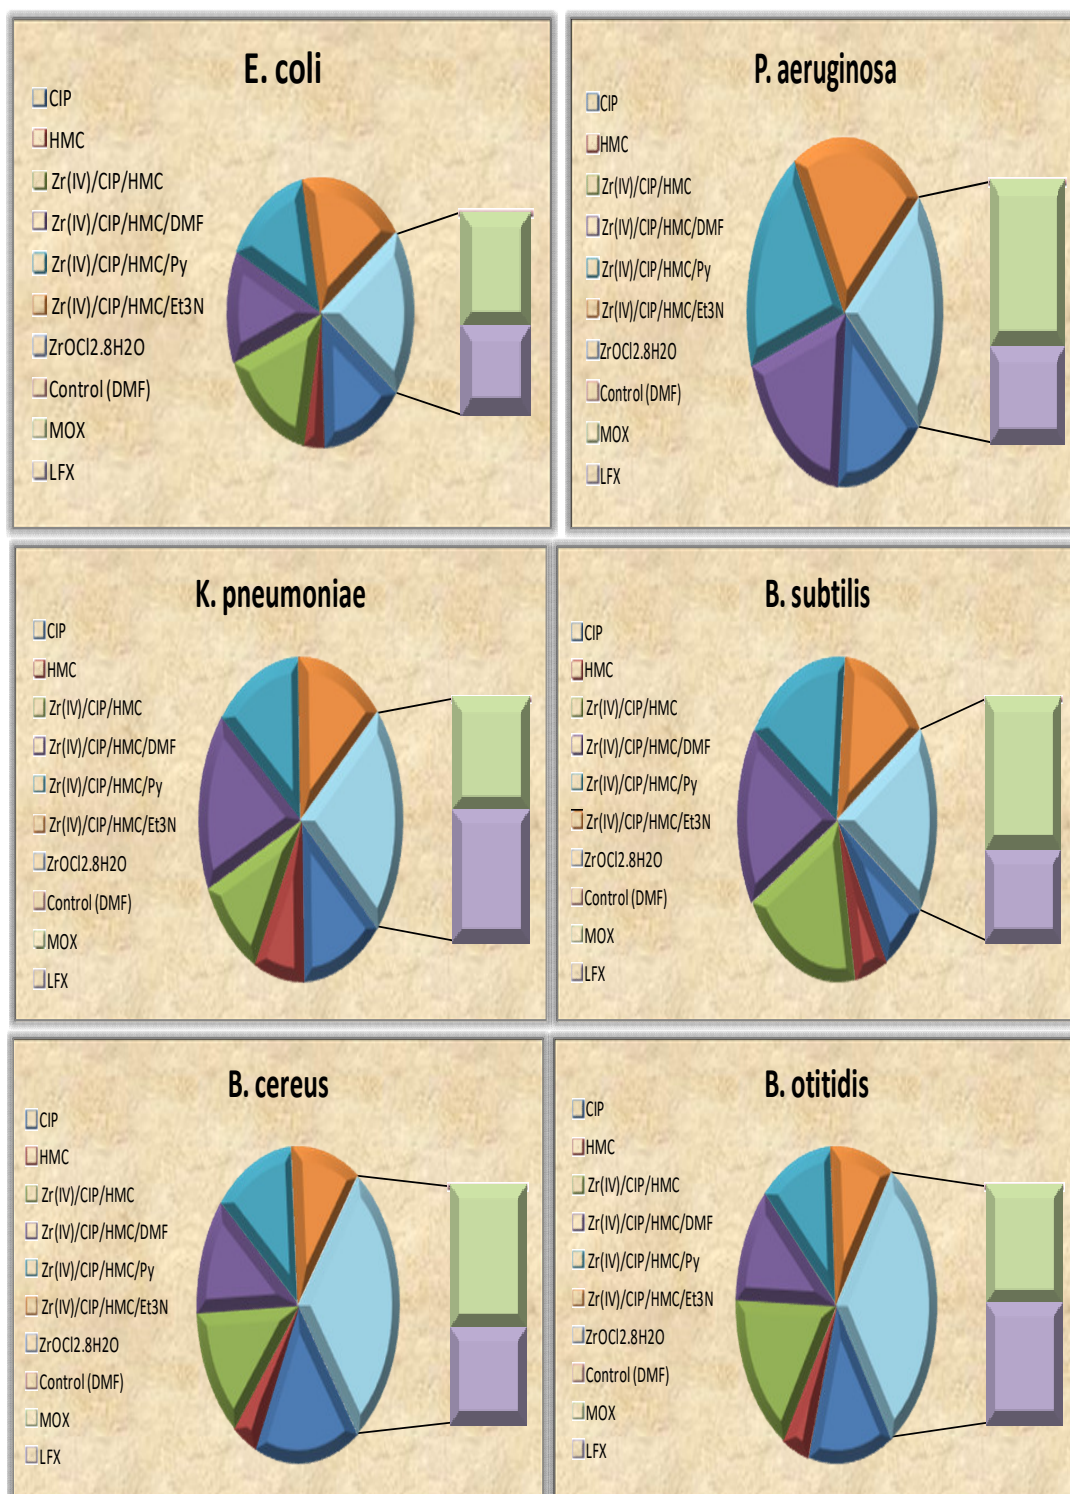 E. coli
CIP
HMC
Zr(IV)/CIP/HMC
Zr(IV)/CIP/HMC/DMF
Zr(IV)/CIP/HMC/Py
Zr(IV)/CIP/HMC/Et3N
ZrOCl2.8H2O
Control (DMF)
MOX
LFX
P. aeruginosa
CIP
HMC
Zr(IV)/CIP/HMC
Zr(IV)/CIP/HMC/DMF
Zr(IV)/CIP/HMC/Py
Zr(IV)/CIP/HMC/Et3N
ZrOCl2.8H2O
Control (DMF)
MOX
LFX
K. pneumoniae
CIP
HMC
Zr(IV)/CIP/HMC
Zr(IV)/CIP/HMC/DMF
Zr(IV)/CIP/HMC/Py
Zr(IV)/CIP/HMC/Et3N
ZrOCl2.8H2O
Control (DMF)
MOX
LFX
B. subtilis
CIP
HMC
Zr(IV)/CIP/HMC
Zr(IV)/CIP/HMC/DMF
Zr(IV)/CIP/HMC/Py
Zr(IV)/CIP/HMC/Et3N
ZrOCl2.8H2O
Control (DMF)
MOX
LFX
B. cereus
CIP
HMC
Zr(IV)/CIP/HMC
Zr(IV)/CIP/HMC/DMF
Zr(IV)/CIP/HMC/Py
Zr(IV)/CIP/HMC/Et3N
ZrOCl2.8H2O
Control (DMF)
MOX
LFX
B. otitidis
CIP
HMC
Zr(IV)/CIP/HMC
Zr(IV)/CIP/HMC/DMF
Zr(IV)/CIP/HMC/Py
Zr(IV)/CIP/HMC/Et3N
ZrOCl2.8H2O
Control (DMF)
MOX
LFX